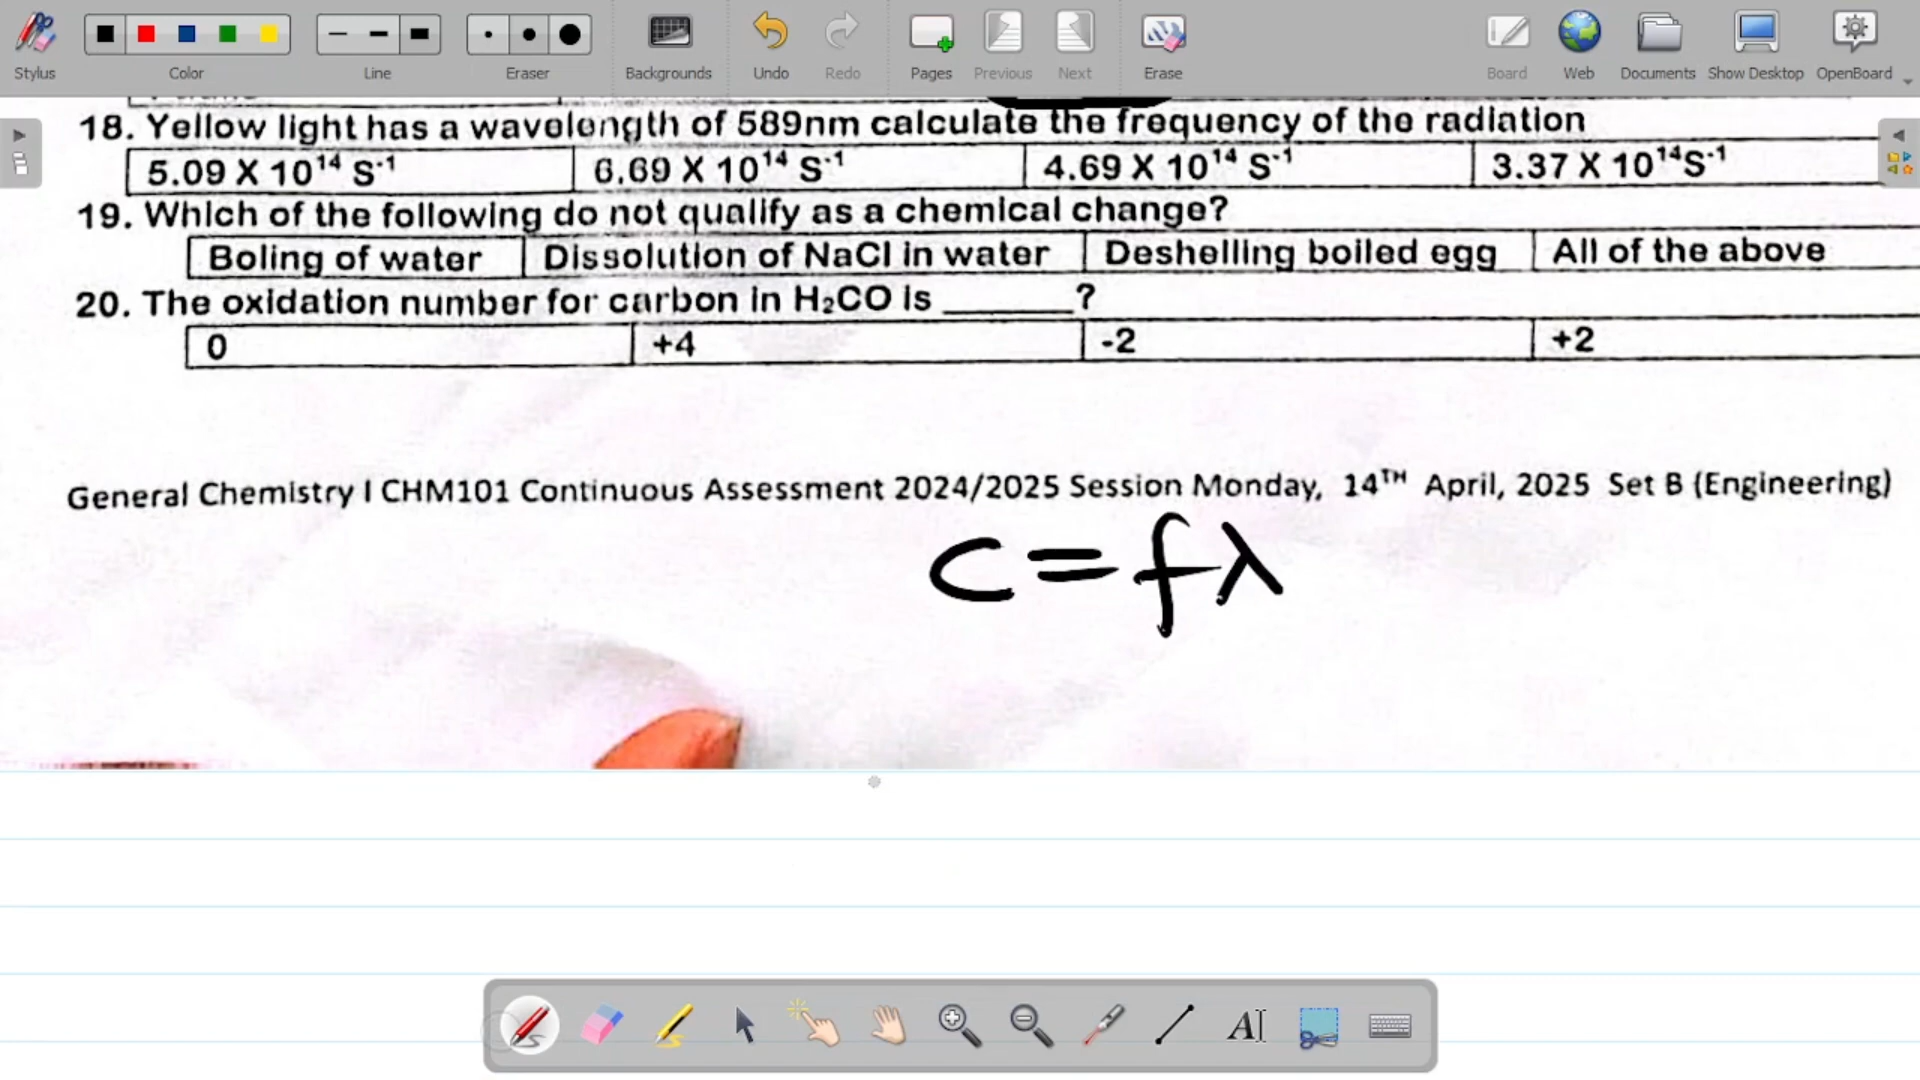 Stylus Color Line Eraser Backgrounds Undo Redo Pages Previous Next Erase Board Web Documents Show Desktop OpenBoard
18. Yellow light has a wavelength of 589nm calculate the frequency of the radiation
5.09 X 10¹⁴ S⁻¹ 6.69 X 10¹⁴ S⁻¹ 4.69 X 10¹⁴ S⁻¹ 3.37 X 10¹⁴S⁻¹
19. Which of the following do not qualify as a chemical change?
Boling of water Dissolution of NaCl in water Deshelling boiled egg All of the above
20. The oxidation number for carbon in H₂CO is ______?
0 +4 -2 +2
General Chemistry I CHM101 Continuous Assessment 2024/2025 Session Monday, 14ᵀᴴ April, 2025 Set B (Engineering)
c=fλ